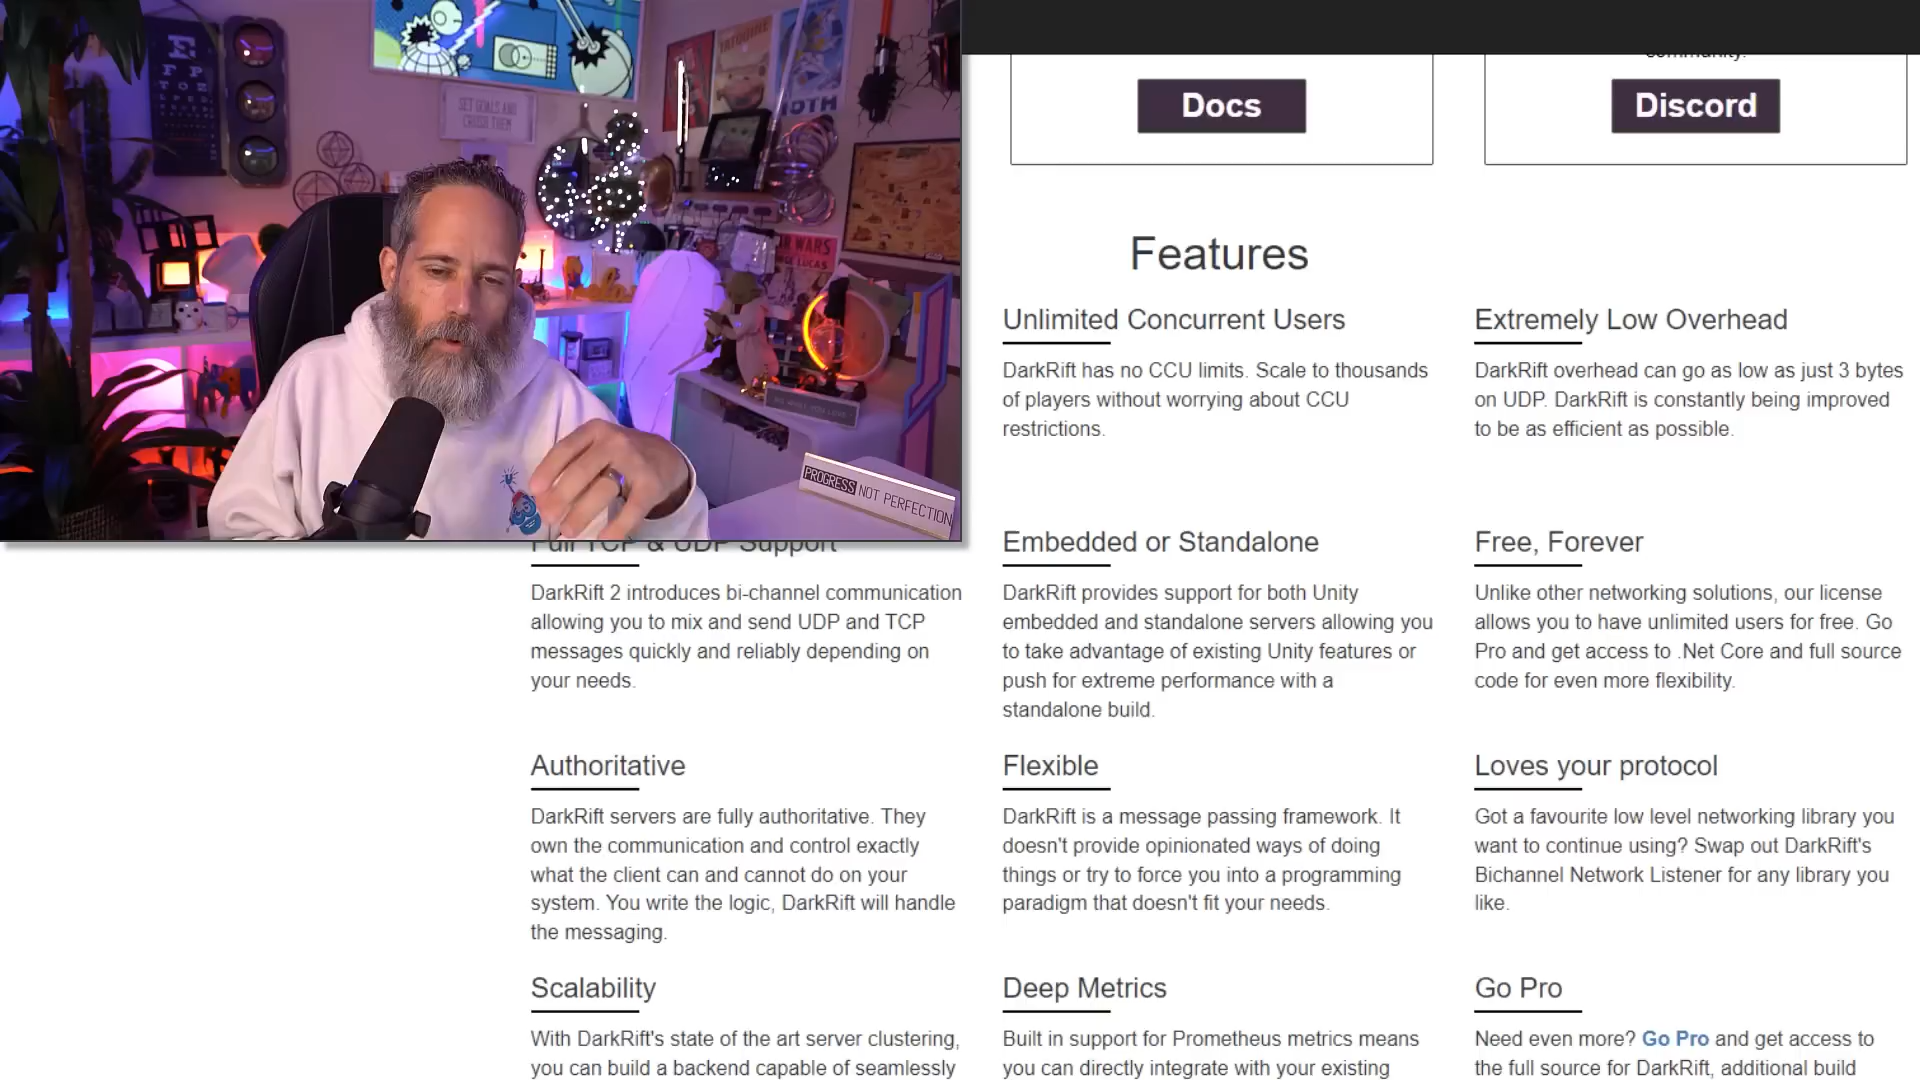 SET GOALS AND
CRUSH THEM
PROGRESS NOT PERFECTION
community.
Docs
Discord
Features
Unlimited Concurrent Users
DarkRift has no CCU limits. Scale to thousands
of players without worrying about CCU
restrictions.
Extremely Low Overhead
DarkRift overhead can go as low as just 3 bytes
on UDP. DarkRift is constantly being improved
to be as efficient as possible.
Full TCP & UDP Support
DarkRift 2 introduces bi-channel communication
allowing you to mix and send UDP and TCP
messages quickly and reliably depending on
your needs.
Embedded or Standalone
DarkRift provides support for both Unity
embedded and standalone servers allowing you
to take advantage of existing Unity features or
push for extreme performance with a
standalone build.
Free, Forever
Unlike other networking solutions, our license
allows you to have unlimited users for free. Go
Pro and get access to .Net Core and full source
code for even more flexibility.
Authoritative
DarkRift servers are fully authoritative. They
own the communication and control exactly
what the client can and cannot do on your
system. You write the logic, DarkRift will handle
the messaging.
Flexible
DarkRift is a message passing framework. It
doesn't provide opinionated ways of doing
things or try to force you into a programming
paradigm that doesn't fit your needs.
Loves your protocol
Got a favourite low level networking library you
want to continue using? Swap out DarkRift's
Bichannel Network Listener for any library you
like.
Scalability
With DarkRift's state of the art server clustering,
you can build a backend capable of seamlessly
Deep Metrics
Built in support for Prometheus metrics means
you can directly integrate with your existing
Go Pro
Need even more? Go Pro and get access to
the full source for DarkRift, additional build